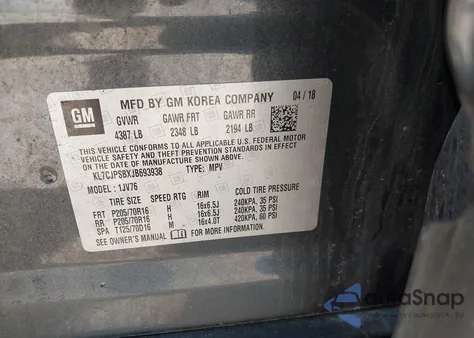 GM
MFD BY GM KOREA COMPANY 04 / 18
GVWR GAWR FRT GAWR RR
4387 LB 2348 LB 2194 LB
THIS VEHICLE CONFORMS TO ALL APPLICABLE U.S. FEDERAL MOTOR
VEHICLE SAFETY, BUMPER, AND THEFT PREVENTION STANDARDS IN EFFECT
ON THE DATE OF MANUFACTURE SHOWN ABOVE.
KL7CJPSBXJB693938 TYPE: MPV
MODEL: 1JV76
TIRE SIZE SPEED RTG RIM COLD TIRE PRESSURE
FRT P205/70R16 H 16x6.5J 240KPA, 35 PSI
RR P205/70R16 H 16x6.5J 240KPA, 35 PSI
SPA T125/70D16 M 16x4.0T 420KPA, 60 PSI
SEE OWNER'S MANUAL FOR MORE INFORMATION.
AutoSnap